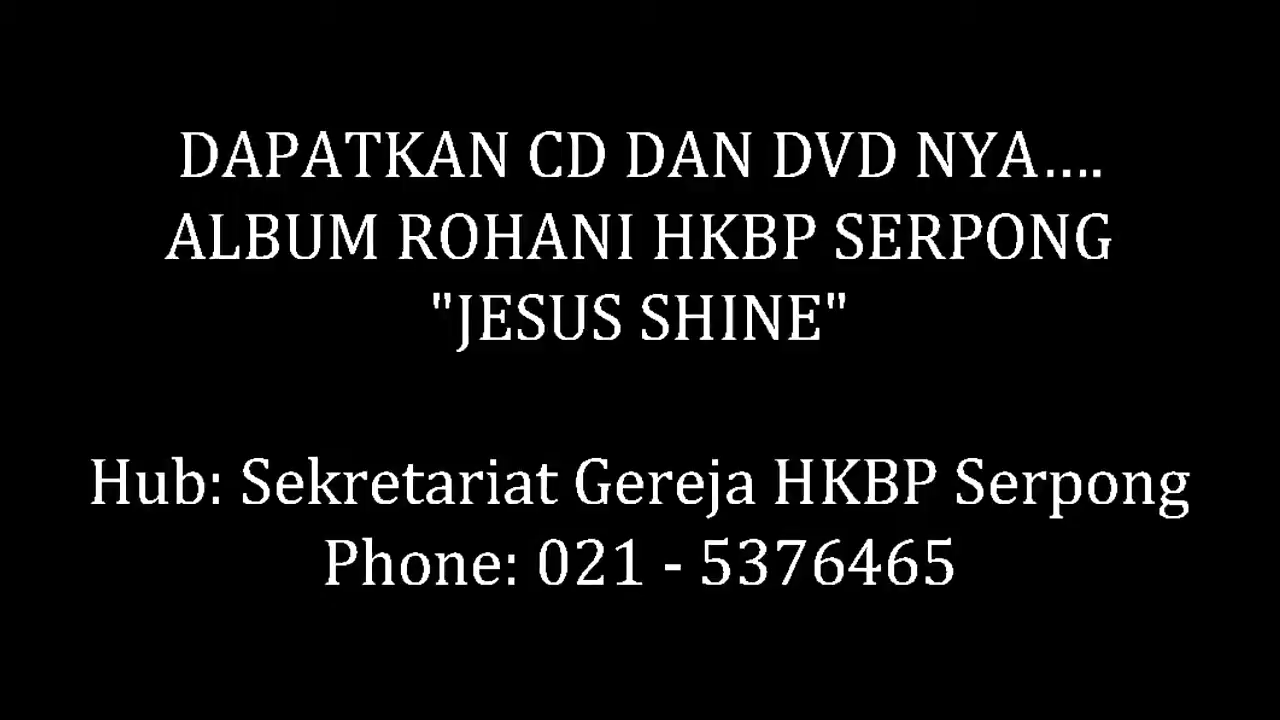 DAPATKAN CD DAN DVD NYA....
ALBUM ROHANI HKBP SERPONG
"JESUS SHINE"
Hub: Sekretariat Gereja HKBP Serpong
Phone: 021 - 5376465